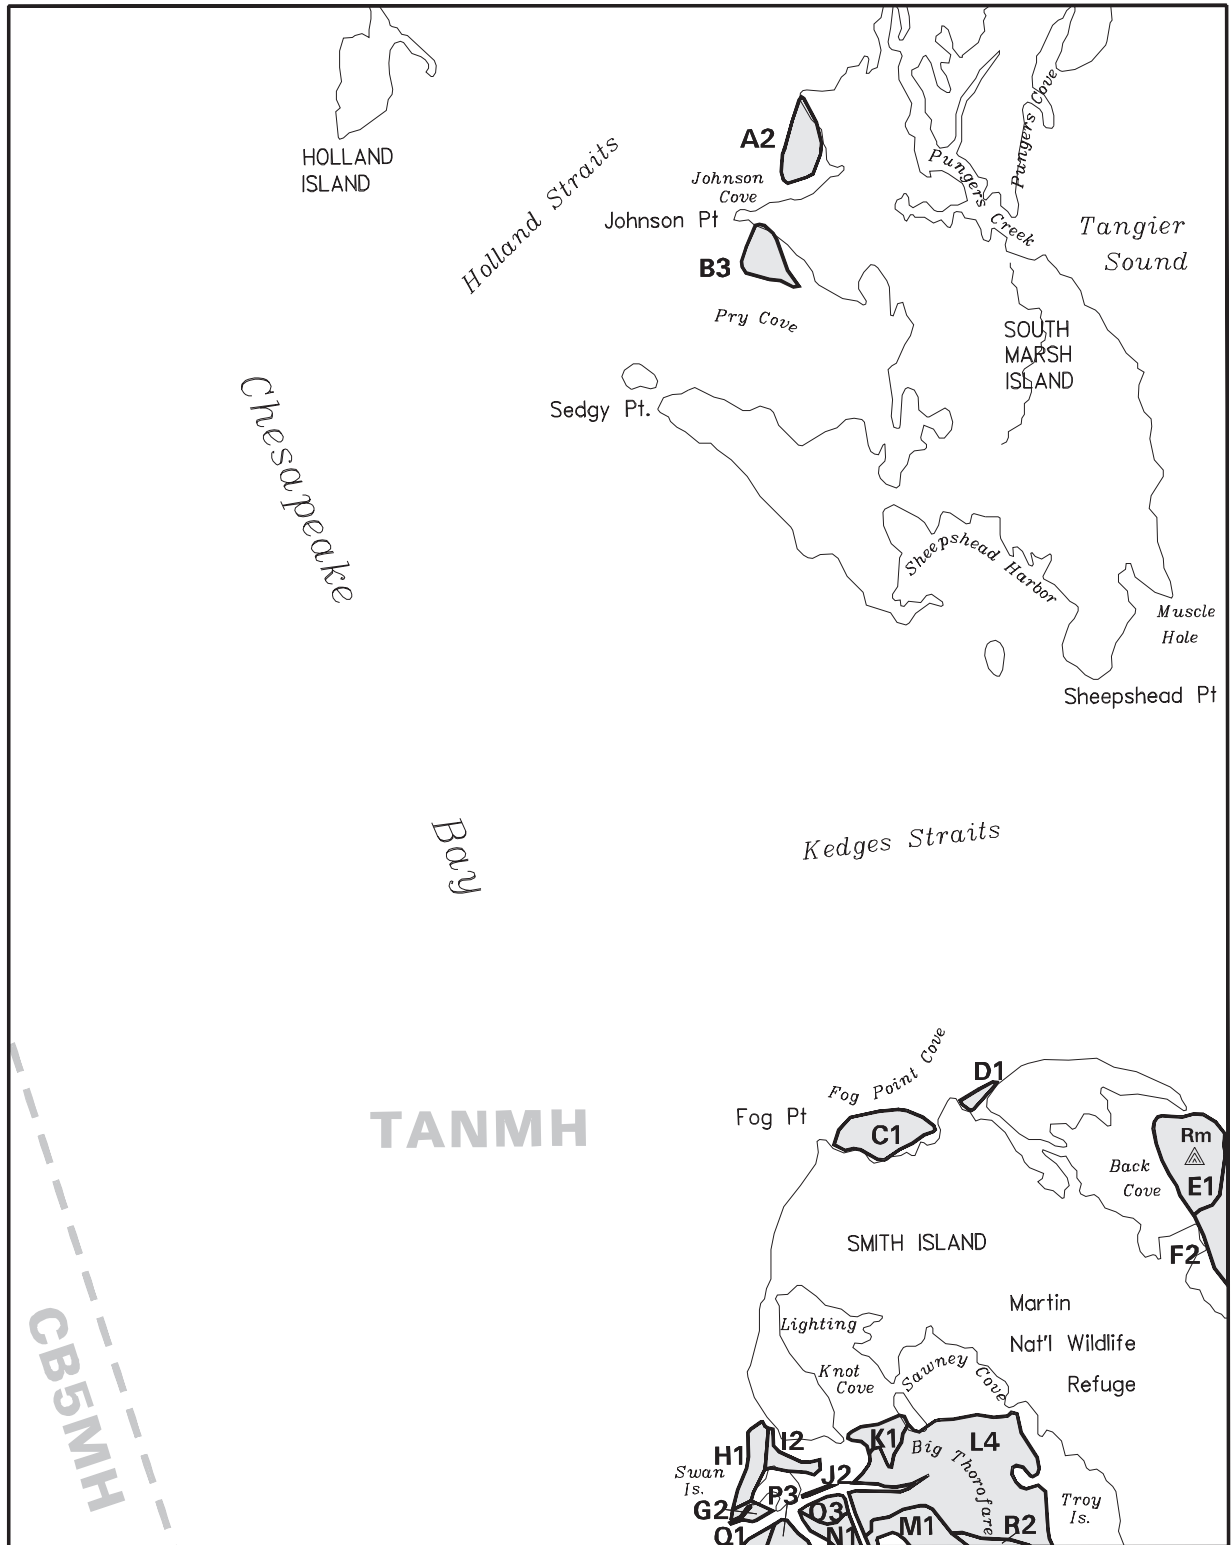 HOLLAND
ISLAND
Holland Straits
A2
Johnson
Cove
Johnson Pt
B3
Pry Cove
Pungers Cove
Pungers
Creek
Pungers
Tangier
Sound
SOUTH
MARSH
ISLAND
Sedgy Pt.
Chesapeake
Bay
Sheepshead Harbor
Muscle
Hole
Sheepshead Pt
Kedges Straits
TANMH
CB5MH
Fog Pt
Fog Point Cove
D1
C1
Rm
E1
Back
Cove
F2
SMITH ISLAND
Martin
Nat'l Wildlife
Refuge
Lighting
Knot
Cove
Sawney Cove
H1
I2
K1
L4
Big Thorofare
Swan
Is.
J2
P3
G2
O3
Q1
N1
M1
R2
Troy
Is.